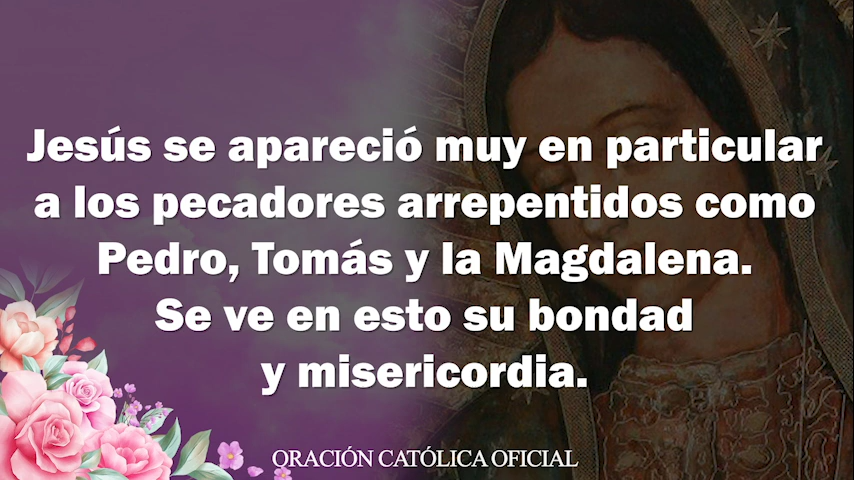 Jesús se apareció muy en particular
a los pecadores arrepentidos como
Pedro, Tomás y la Magdalena.
Se ve en esto su bondad
y misericordia.
ORACIÓN CATÓLICA OFICIAL